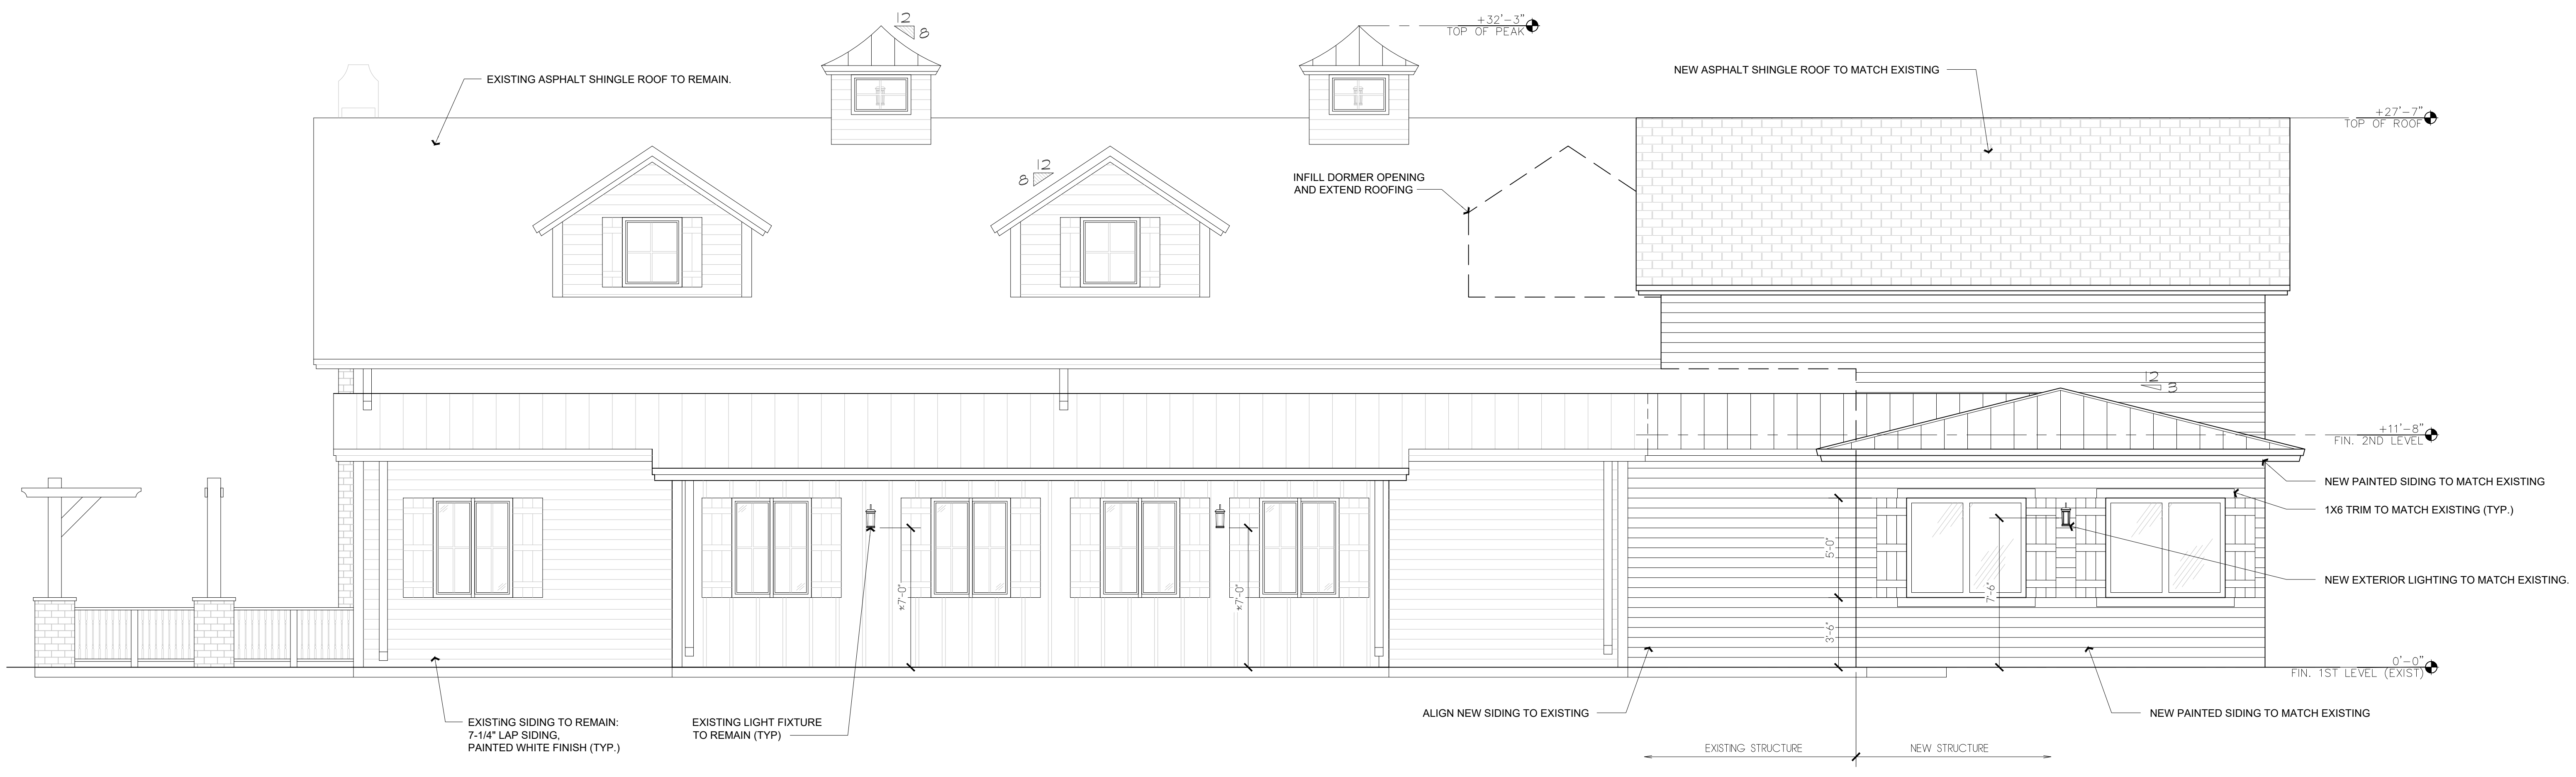 12
8
+32'-3"
TOP OF PEAK
EXISTING ASPHALT SHINGLE ROOF TO REMAIN.
NEW ASPHALT SHINGLE ROOF TO MATCH EXISTING
+27'-7"
TOP OF ROOF
12
8
INFILL DORMER OPENING
AND EXTEND ROOFING
12
3
+11'-8"
FIN. 2ND LEVEL
NEW PAINTED SIDING TO MATCH EXISTING
1X6 TRIM TO MATCH EXISTING (TYP.)
5'-0"
±7'-0"
±7'-0"
7'-6"
NEW EXTERIOR LIGHTING TO MATCH EXISTING.
3'-6"
0'-0"
FIN. 1ST LEVEL (EXIST)
EXISTiNG SIDING TO REMAIN:
7-1/4" LAP SIDING,
PAINTED WHITE FINISH (TYP.)
EXISTING LIGHT FIXTURE
TO REMAIN (TYP)
ALIGN NEW SIDING TO EXISTING
NEW PAINTED SIDING TO MATCH EXISTING
EXISTING STRUCTURE
NEW STRUCTURE